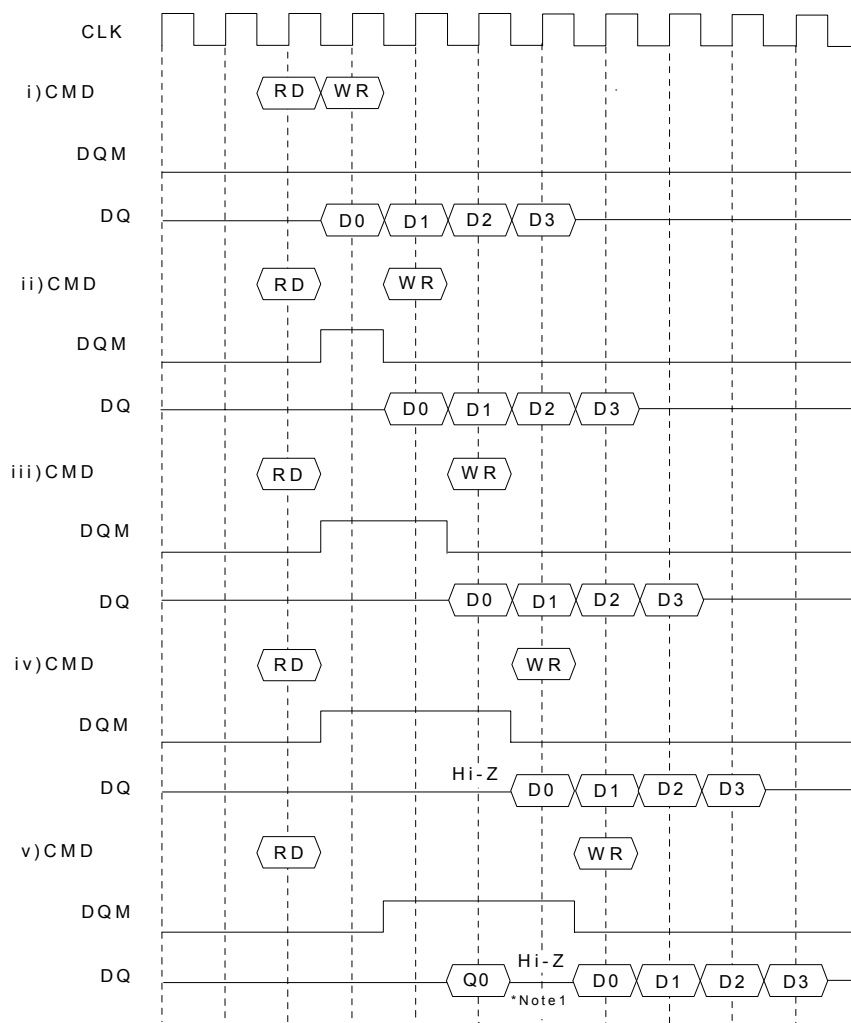 CLK
i)CMD RD WR
DQM
DQ D0 D1 D2 D3
ii)CMD RD WR
DQM
DQ D0 D1 D2 D3
iii)CMD RD WR
DQM
DQ D0 D1 D2 D3
iv)CMD RD WR
DQM
Hi-Z
DQ D0 D1 D2 D3
v)CMD RD WR
DQM
Hi-Z
DQ Q0 D0 D1 D2 D3
*Note1